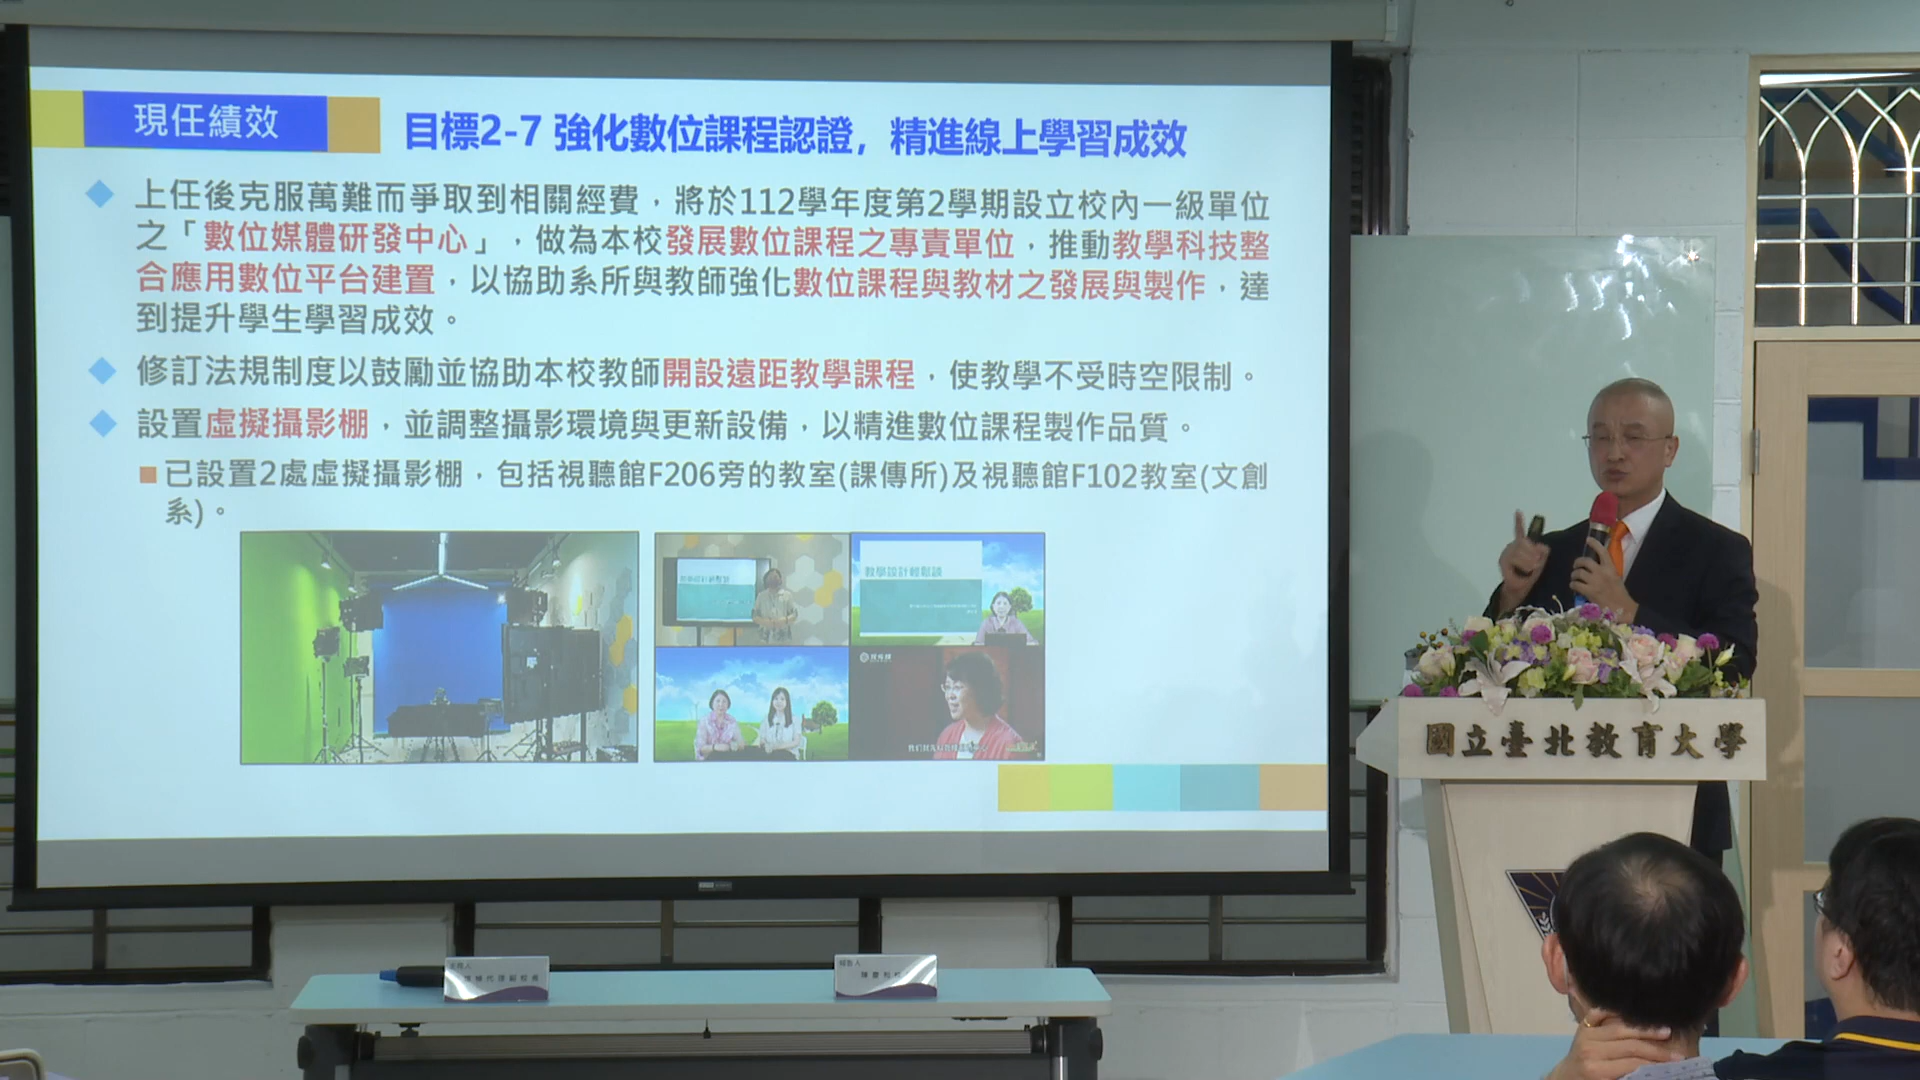 現任績效
目標2-7 強化數位課程認證，精進線上學習成效
上任後克服萬難而爭取到相關經費，將於112學年度第2學期設立校內一級單位
之「數位媒體研發中心」，做為本校發展數位課程之專責單位，推動教學科技整
合應用數位平台建置，以協助系所與教師強化數位課程與教材之發展與製作，達
到提升學生學習成效。
修訂法規制度以鼓勵並協助本校教師開設遠距教學課程，使教學不受時空限制。
設置虛擬攝影棚，並調整攝影環境與更新設備，以精進數位課程製作品質。
已設置2處虛擬攝影棚，包括視聽館F206旁的教室(課傳所)及視聽館F102教室(文創
系)。
教學設計輕鬆談
國立臺北教育大學